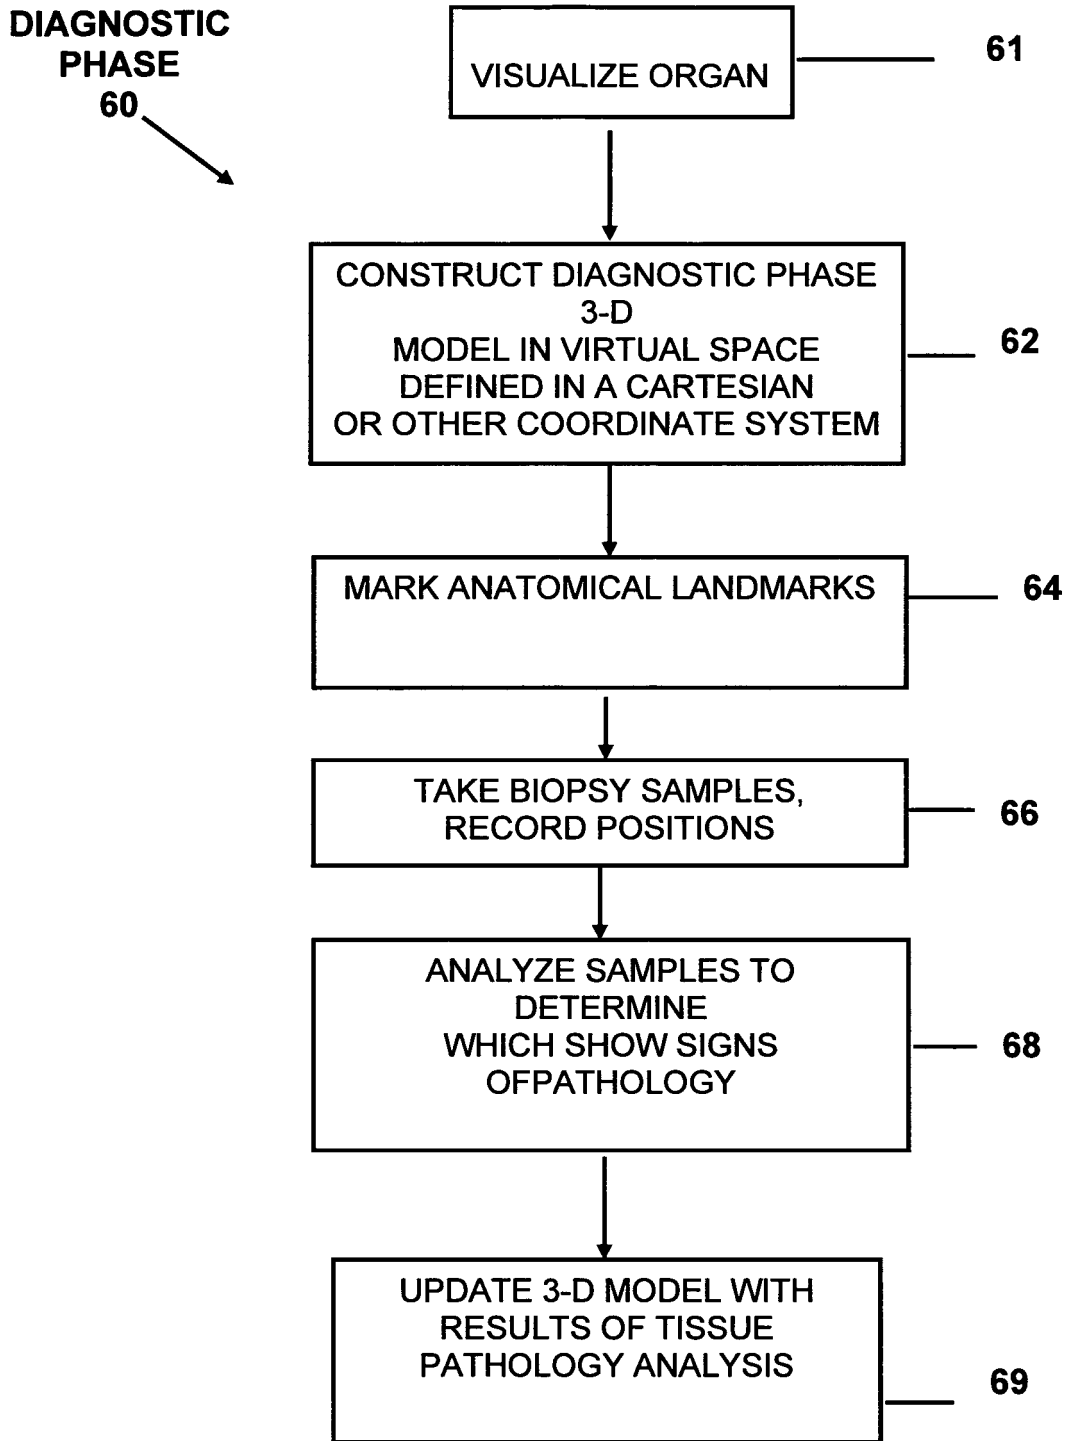 DIAGNOSTIC
PHASE
60
VISUALIZE ORGAN
61
CONSTRUCT DIAGNOSTIC PHASE
3-D
MODEL IN VIRTUAL SPACE
DEFINED IN A CARTESIAN
OR OTHER COORDINATE SYSTEM
62
MARK ANATOMICAL LANDMARKS
64
TAKE BIOPSY SAMPLES,
RECORD POSITIONS
66
ANALYZE SAMPLES TO
DETERMINE
WHICH SHOW SIGNS
OFPATHOLOGY
68
UPDATE 3-D MODEL WITH
RESULTS OF TISSUE
PATHOLOGY ANALYSIS
69